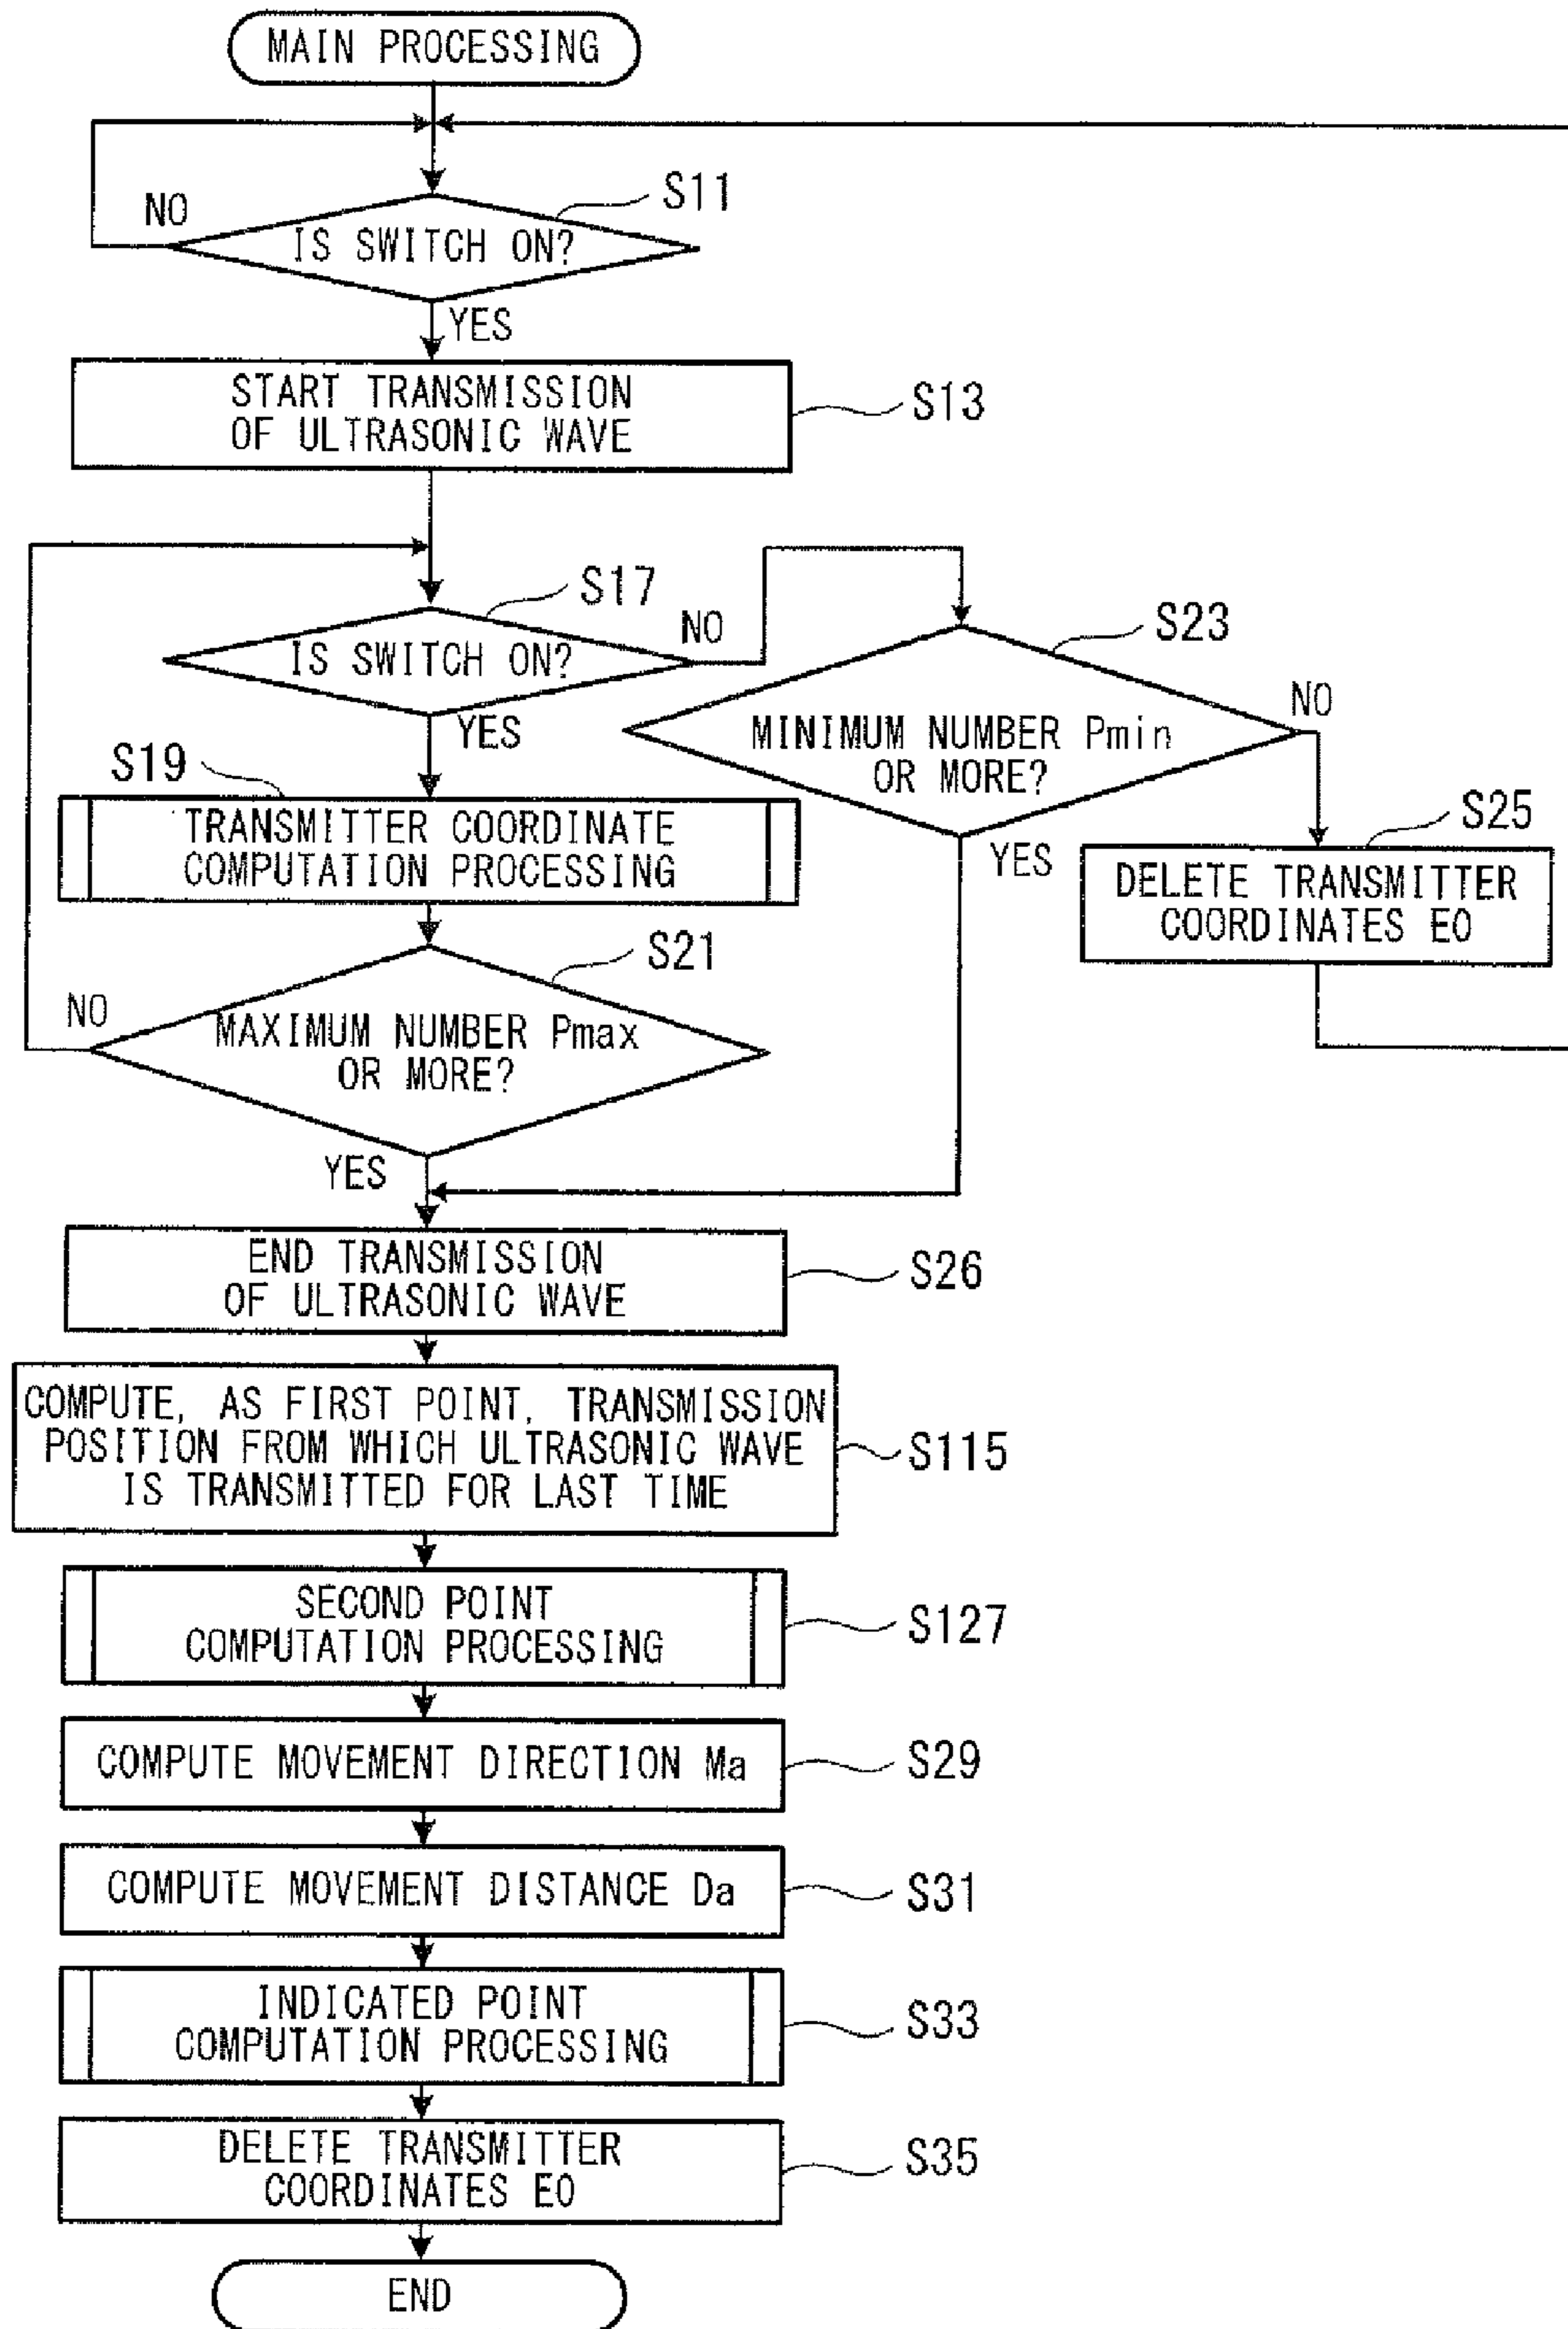 MAIN PROCESSING
NO
S11
IS SWITCH ON?
YES
START TRANSMISSION
OF ULTRASONIC WAVE
S13
S17
NO
IS SWITCH ON?
YES
S23
MINIMUM NUMBER Pmin
OR MORE?
NO
YES
S19
TRANSMITTER COORDINATE
COMPUTATION PROCESSING
S25
DELETE TRANSMITTER
COORDINATES E0
S21
NO
MAXIMUM NUMBER Pmax
OR MORE?
YES
END TRANSMISSION
OF ULTRASONIC WAVE
S26
COMPUTE, AS FIRST POINT, TRANSMISSION
POSITION FROM WHICH ULTRASONIC WAVE
IS TRANSMITTED FOR LAST TIME
S115
SECOND POINT
COMPUTATION PROCESSING
S127
COMPUTE MOVEMENT DIRECTION Ma
S29
COMPUTE MOVEMENT DISTANCE Da
S31
INDICATED POINT
COMPUTATION PROCESSING
S33
DELETE TRANSMITTER
COORDINATES E0
S35
END